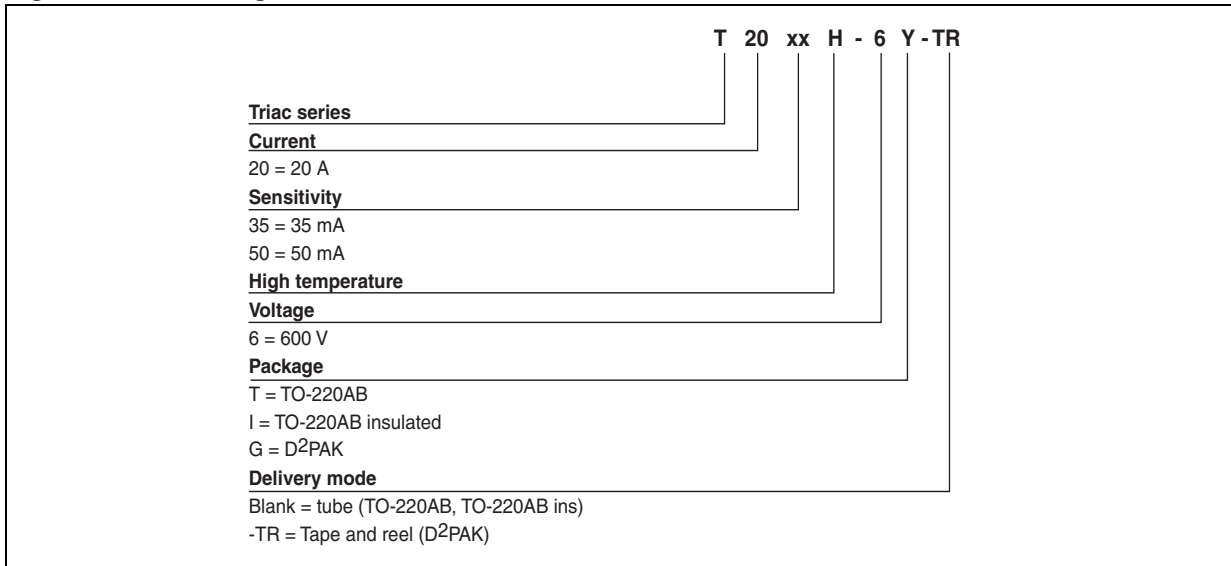 T 20 xx H - 6 Y - TR
Triac series
Current
20 = 20 A
Sensitivity
35 = 35 mA
50 = 50 mA
High temperature
Voltage
6 = 600 V
Package
T = TO-220AB
I = TO-220AB insulated
G = D2PAK
Delivery mode
Blank = tube (TO-220AB, TO-220AB ins)
-TR = Tape and reel (D2PAK)